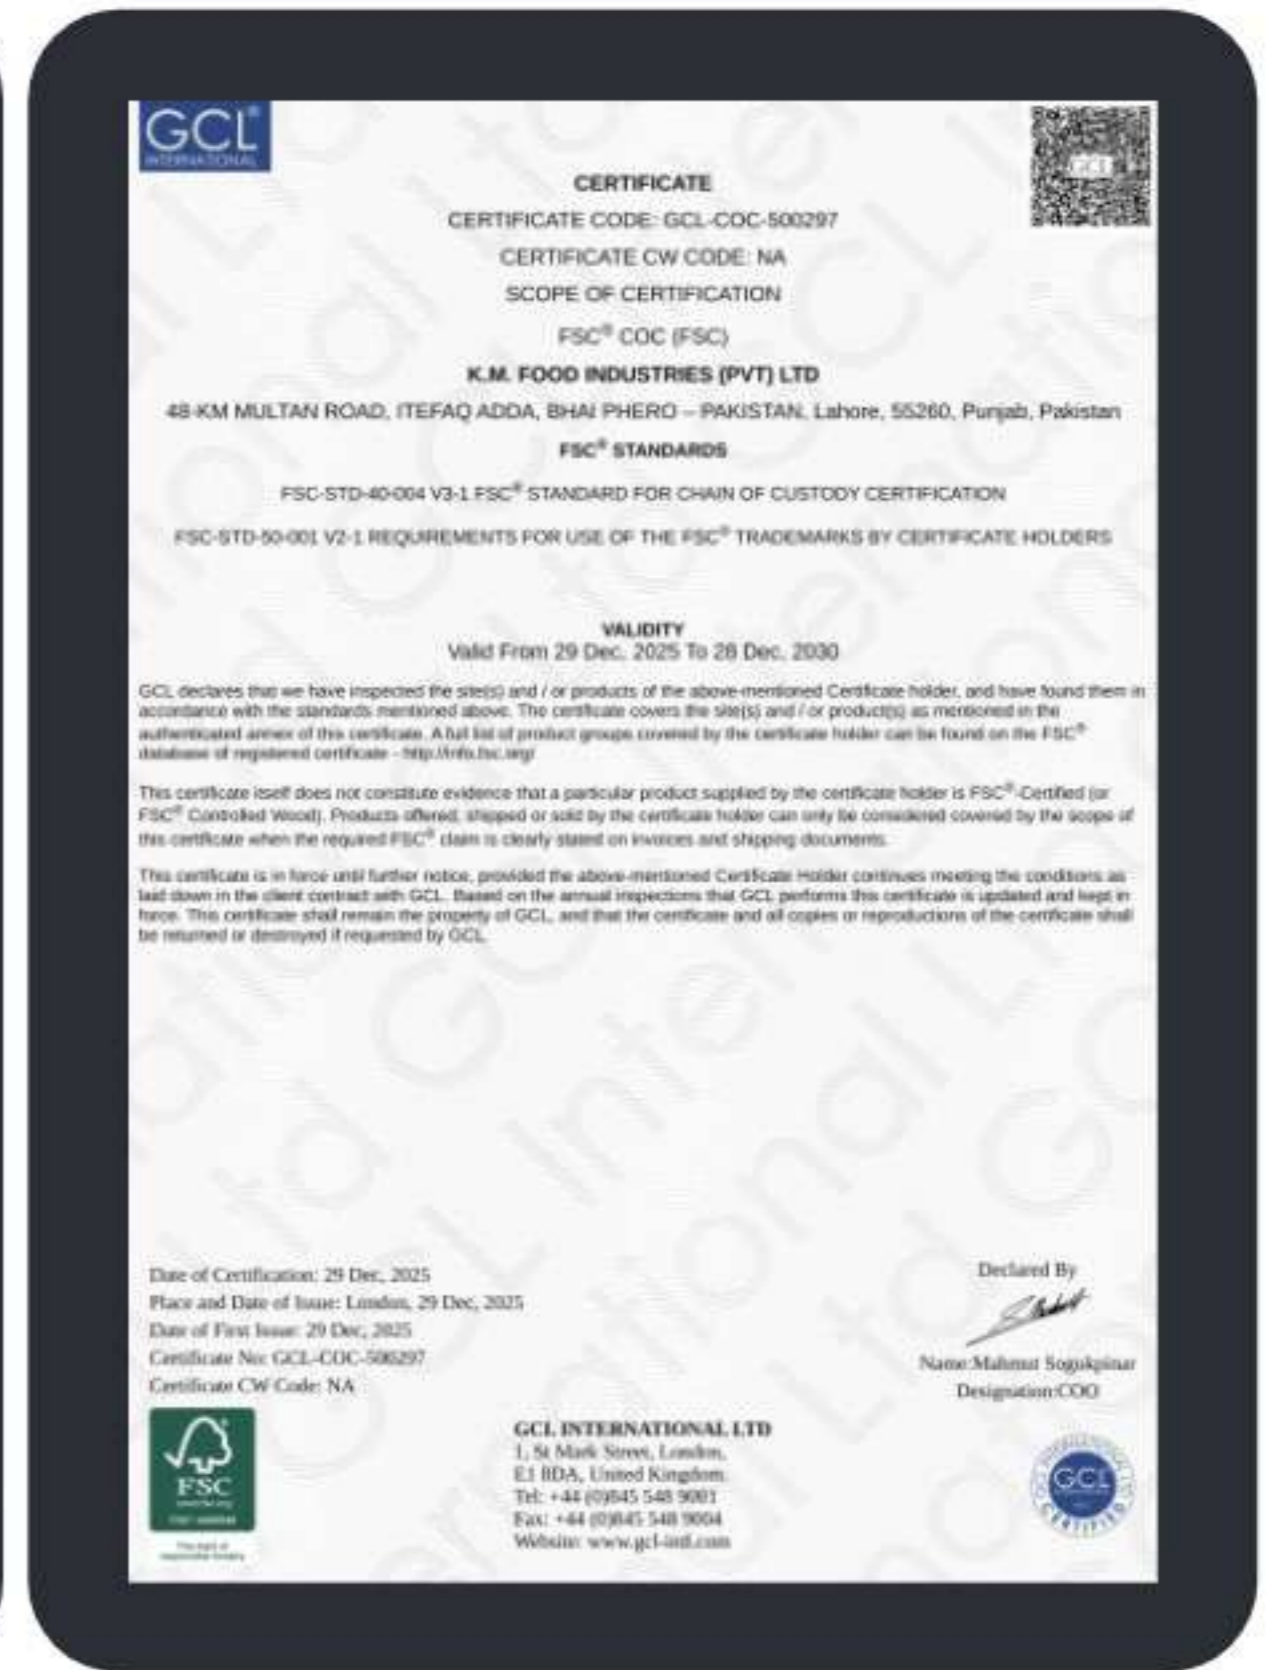 GCL®
INTERNATIONAL
GCL
CERTIFICATE
CERTIFICATE CODE: GCL-COC-500297
CERTIFICATE CW CODE: NA
SCOPE OF CERTIFICATION
FSC® COC (FSC)
K.M. FOOD INDUSTRIES (PVT) LTD
48-KM MULTAN ROAD, ITEFAQ ADDA, BHAI PHERO – PAKISTAN, Lahore, 55260, Punjab, Pakistan
FSC® STANDARDS
FSC-STD-40-004 V3-1 FSC® STANDARD FOR CHAIN OF CUSTODY CERTIFICATION
FSC-STD-50-001 V2-1 REQUIREMENTS FOR USE OF THE FSC® TRADEMARKS BY CERTIFICATE HOLDERS
VALIDITY
Valid From 29 Dec, 2025 To 28 Dec, 2030
GCL declares that we have inspected the site(s) and / or products of the above-mentioned Certificate holder, and have found them in
accordance with the standards mentioned above. The certificate covers the site(s) and / or product(s) as mentioned in the
authenticated annex of this certificate. A full list of product groups covered by the certificate holder can be found on the FSC®
database of registered certificate - http://info.fsc.org/
This certificate itself does not constitute evidence that a particular product supplied by the certificate holder is FSC®-Certified (or
FSC® Controlled Wood). Products offered, shipped or sold by the certificate holder can only be considered covered by the scope of
this certificate when the required FSC® claim is clearly stated on invoices and shipping documents.
This certificate is in force until further notice, provided the above-mentioned Certificate Holder continues meeting the conditions as
laid down in the client contract with GCL. Based on the annual inspections that GCL performs this certificate is updated and kept in
force. This certificate shall remain the property of GCL, and that the certificate and all copies or reproductions of the certificate shall
be returned or destroyed if requested by GCL.
Date of Certification: 29 Dec, 2025
Place and Date of Issue: London, 29 Dec, 2025
Date of First Issue: 29 Dec, 2025
Certificate No: GCL-COC-500297
Certificate CW Code: NA
Declared By
Name:Mahmut Sogukpinar
Designation:COO
FSC
The mark of
responsible forestry
GCL INTERNATIONAL LTD
1, St Mark Street, London,
E1 8DA, United Kingdom.
Tel: +44 (0)845 548 9001
Fax: +44 (0)845 548 9004
Website: www.gcl-intl.com
GCL INTERNATIONAL LTD
GCL
CERTIFIED